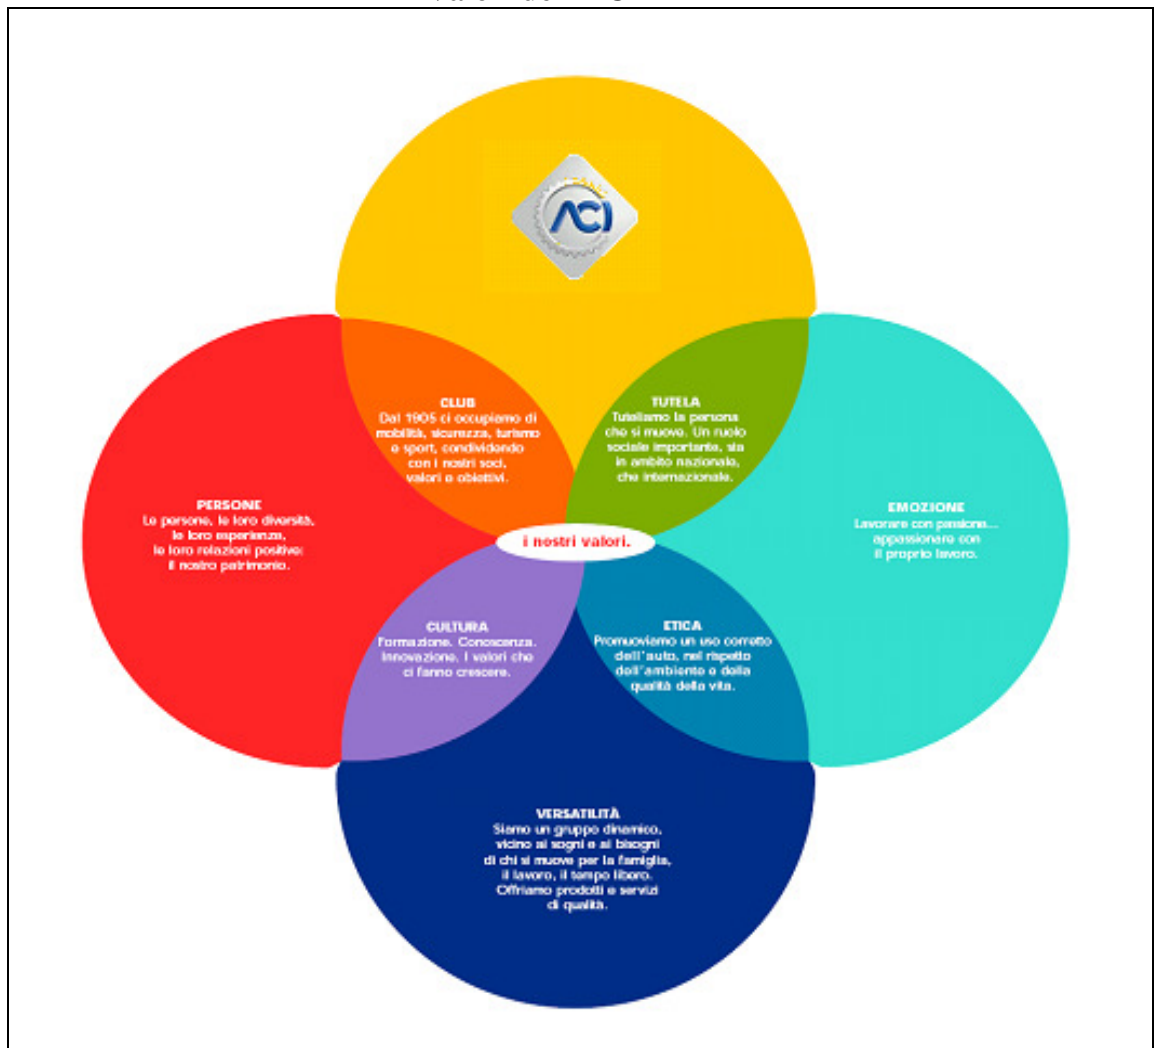 ACI
CLUB
Dal 1905 ci occupiamo di
mobilità, sicurezza, turismo
e sport, condividendo
con i nostri soci,
valori e obiettivi.
TUTELA
Tuteliamo la persona
che si muove. Un ruolo
sociale importante, sia
in ambito nazionale,
che internazionale.
PERSONE
Le persone, le loro diversità,
le loro esperienze,
le loro relazioni positive:
il nostro patrimonio.
EMOZIONE
Lavorare con passione...
appassionare con
il proprio lavoro.
i nostri valori.
CULTURA
Formazione. Conoscenza.
Innovazione. I valori che
ci fanno crescere.
ETICA
Promuoviamo un uso corretto
dell'auto, nel rispetto
dell'ambiente e della
qualità della vita.
VERSATILITÀ
Siamo un gruppo dinamico,
vicino ai sogni e ai bisogni
di chi si muove per la famiglia,
il lavoro, il tempo libero.
Offriamo prodotti e servizi
di qualità.